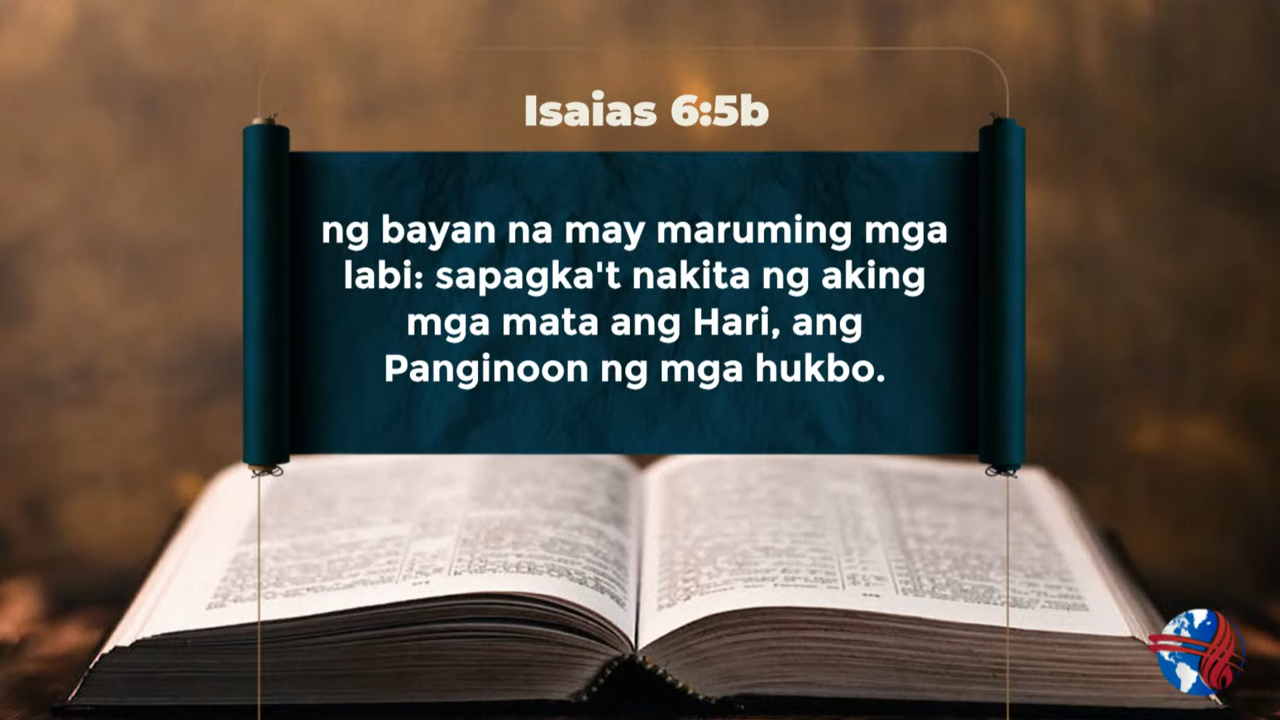 Isaias 6:5b
ng bayan na may maruming mga
labi: sapagka't nakita ng aking
mga mata ang Hari, ang
Panginoon ng mga hukbo.